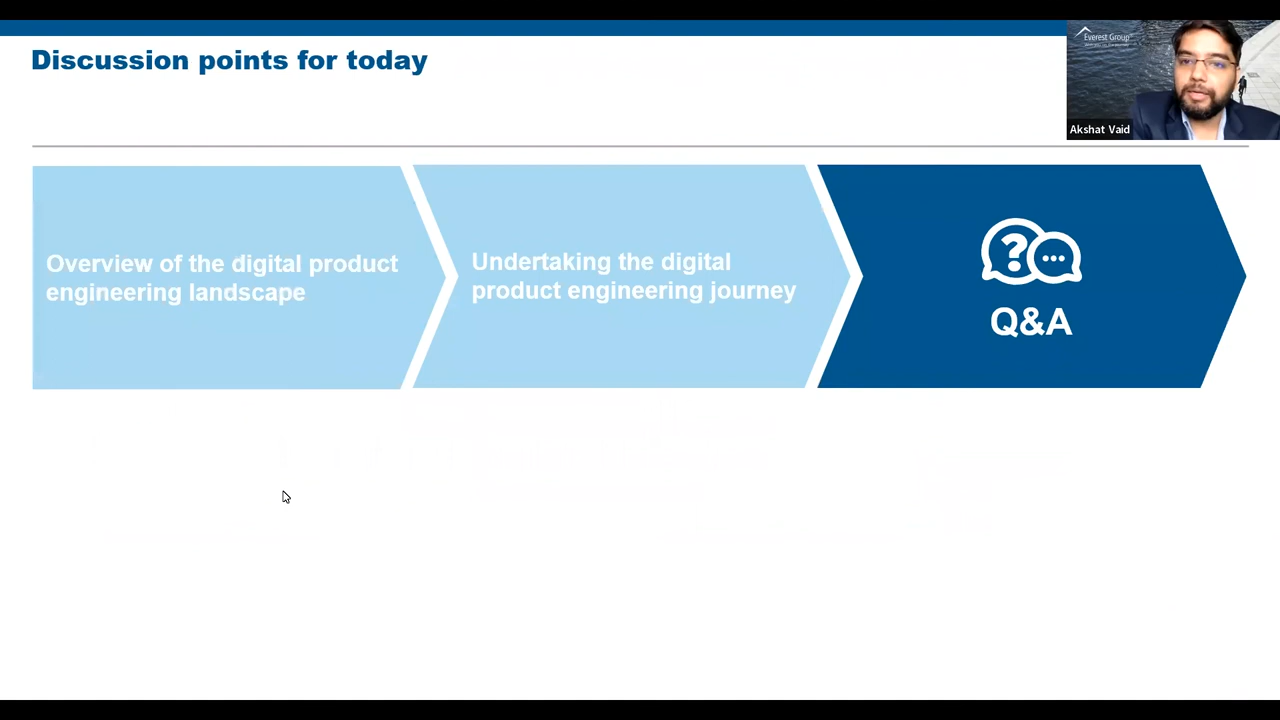 Discussion points for today
Everest Group
Akshat Vaid
Overview of the digital product
engineering landscape
Undertaking the digital
product engineering journey
?
Q&A